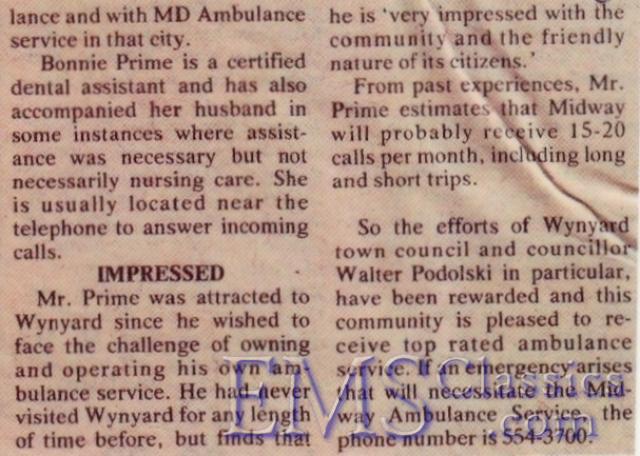 lance and with MD Ambulance
service in that city.
Bonnie Prime is a certified
dental assistant and has also
accompanied her husband in
some instances where assist-
ance was necessary but not
necessarily nursing care. She
is usually located near the
telephone to answer incoming
calls.
IMPRESSED
Mr. Prime was attracted to
Wynyard since he wished to
face the challenge of owning
and operating his own am-
bulance service. He had never
visited Wynyard for any length
of time before, but finds that
he is 'very impressed with the
community and the friendly
nature of its citizens.'
From past experiences, Mr.
Prime estimates that Midway
will probably receive 15-20
calls per month, including long
and short trips.
So the efforts of Wynyard
town council and councillor
Walter Podolski in particular,
have been rewarded and this
community is pleased to re-
ceive top rated ambulance
service. If an emergency arises
that will necessitate the Mid-
way Ambulance Service, the
phone number is 554-3700.
EMS Classics
.com